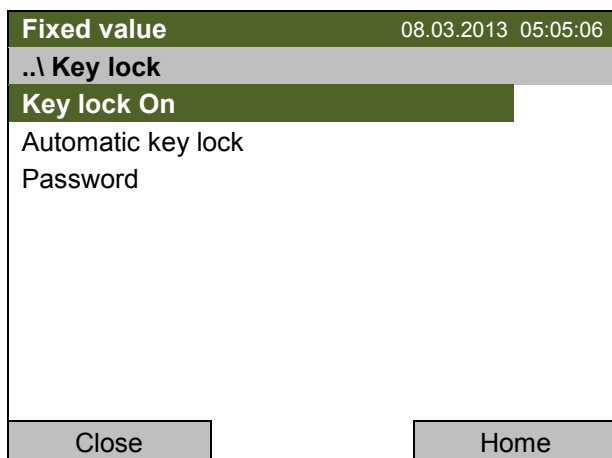 Fixed value 08.03.2013 05:05:06
..\ Key lock
Key lock On
Automatic key lock
Password
Close Home